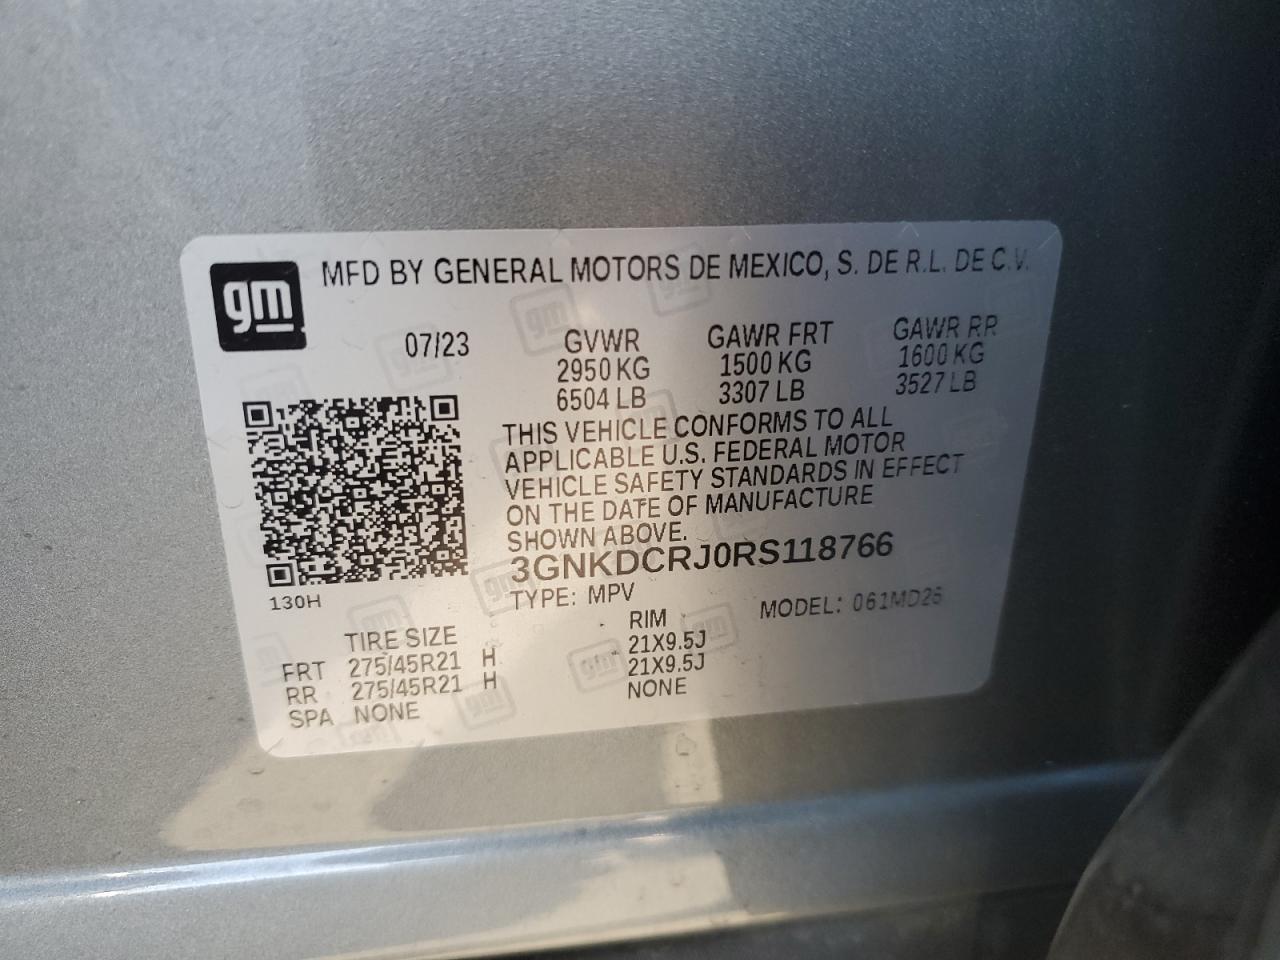 gm
MFD BY GENERAL MOTORS DE MEXICO, S. DE R.L. DE C.V.
07/23
GVWR GAWR FRT GAWR RR
2950 KG 1500 KG 1600 KG
6504 LB 3307 LB 3527 LB
THIS VEHICLE CONFORMS TO ALL
APPLICABLE U.S. FEDERAL MOTOR
VEHICLE SAFETY STANDARDS IN EFFECT
ON THE DATE OF MANUFACTURE
SHOWN ABOVE.
3GNKDCRJ0RS118766
130H
TYPE: MPV MODEL: 061MD26
TIRE SIZE RIM
FRT 275/45R21 H 21X9.5J
RR 275/45R21 H 21X9.5J
SPA NONE NONE